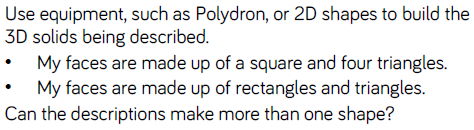 Use equipment, such as Polydron, or 2D shapes to build the
3D solids being described.
• My faces are made up of a square and four triangles.
• My faces are made up of rectangles and triangles.
Can the descriptions make more than one shape?